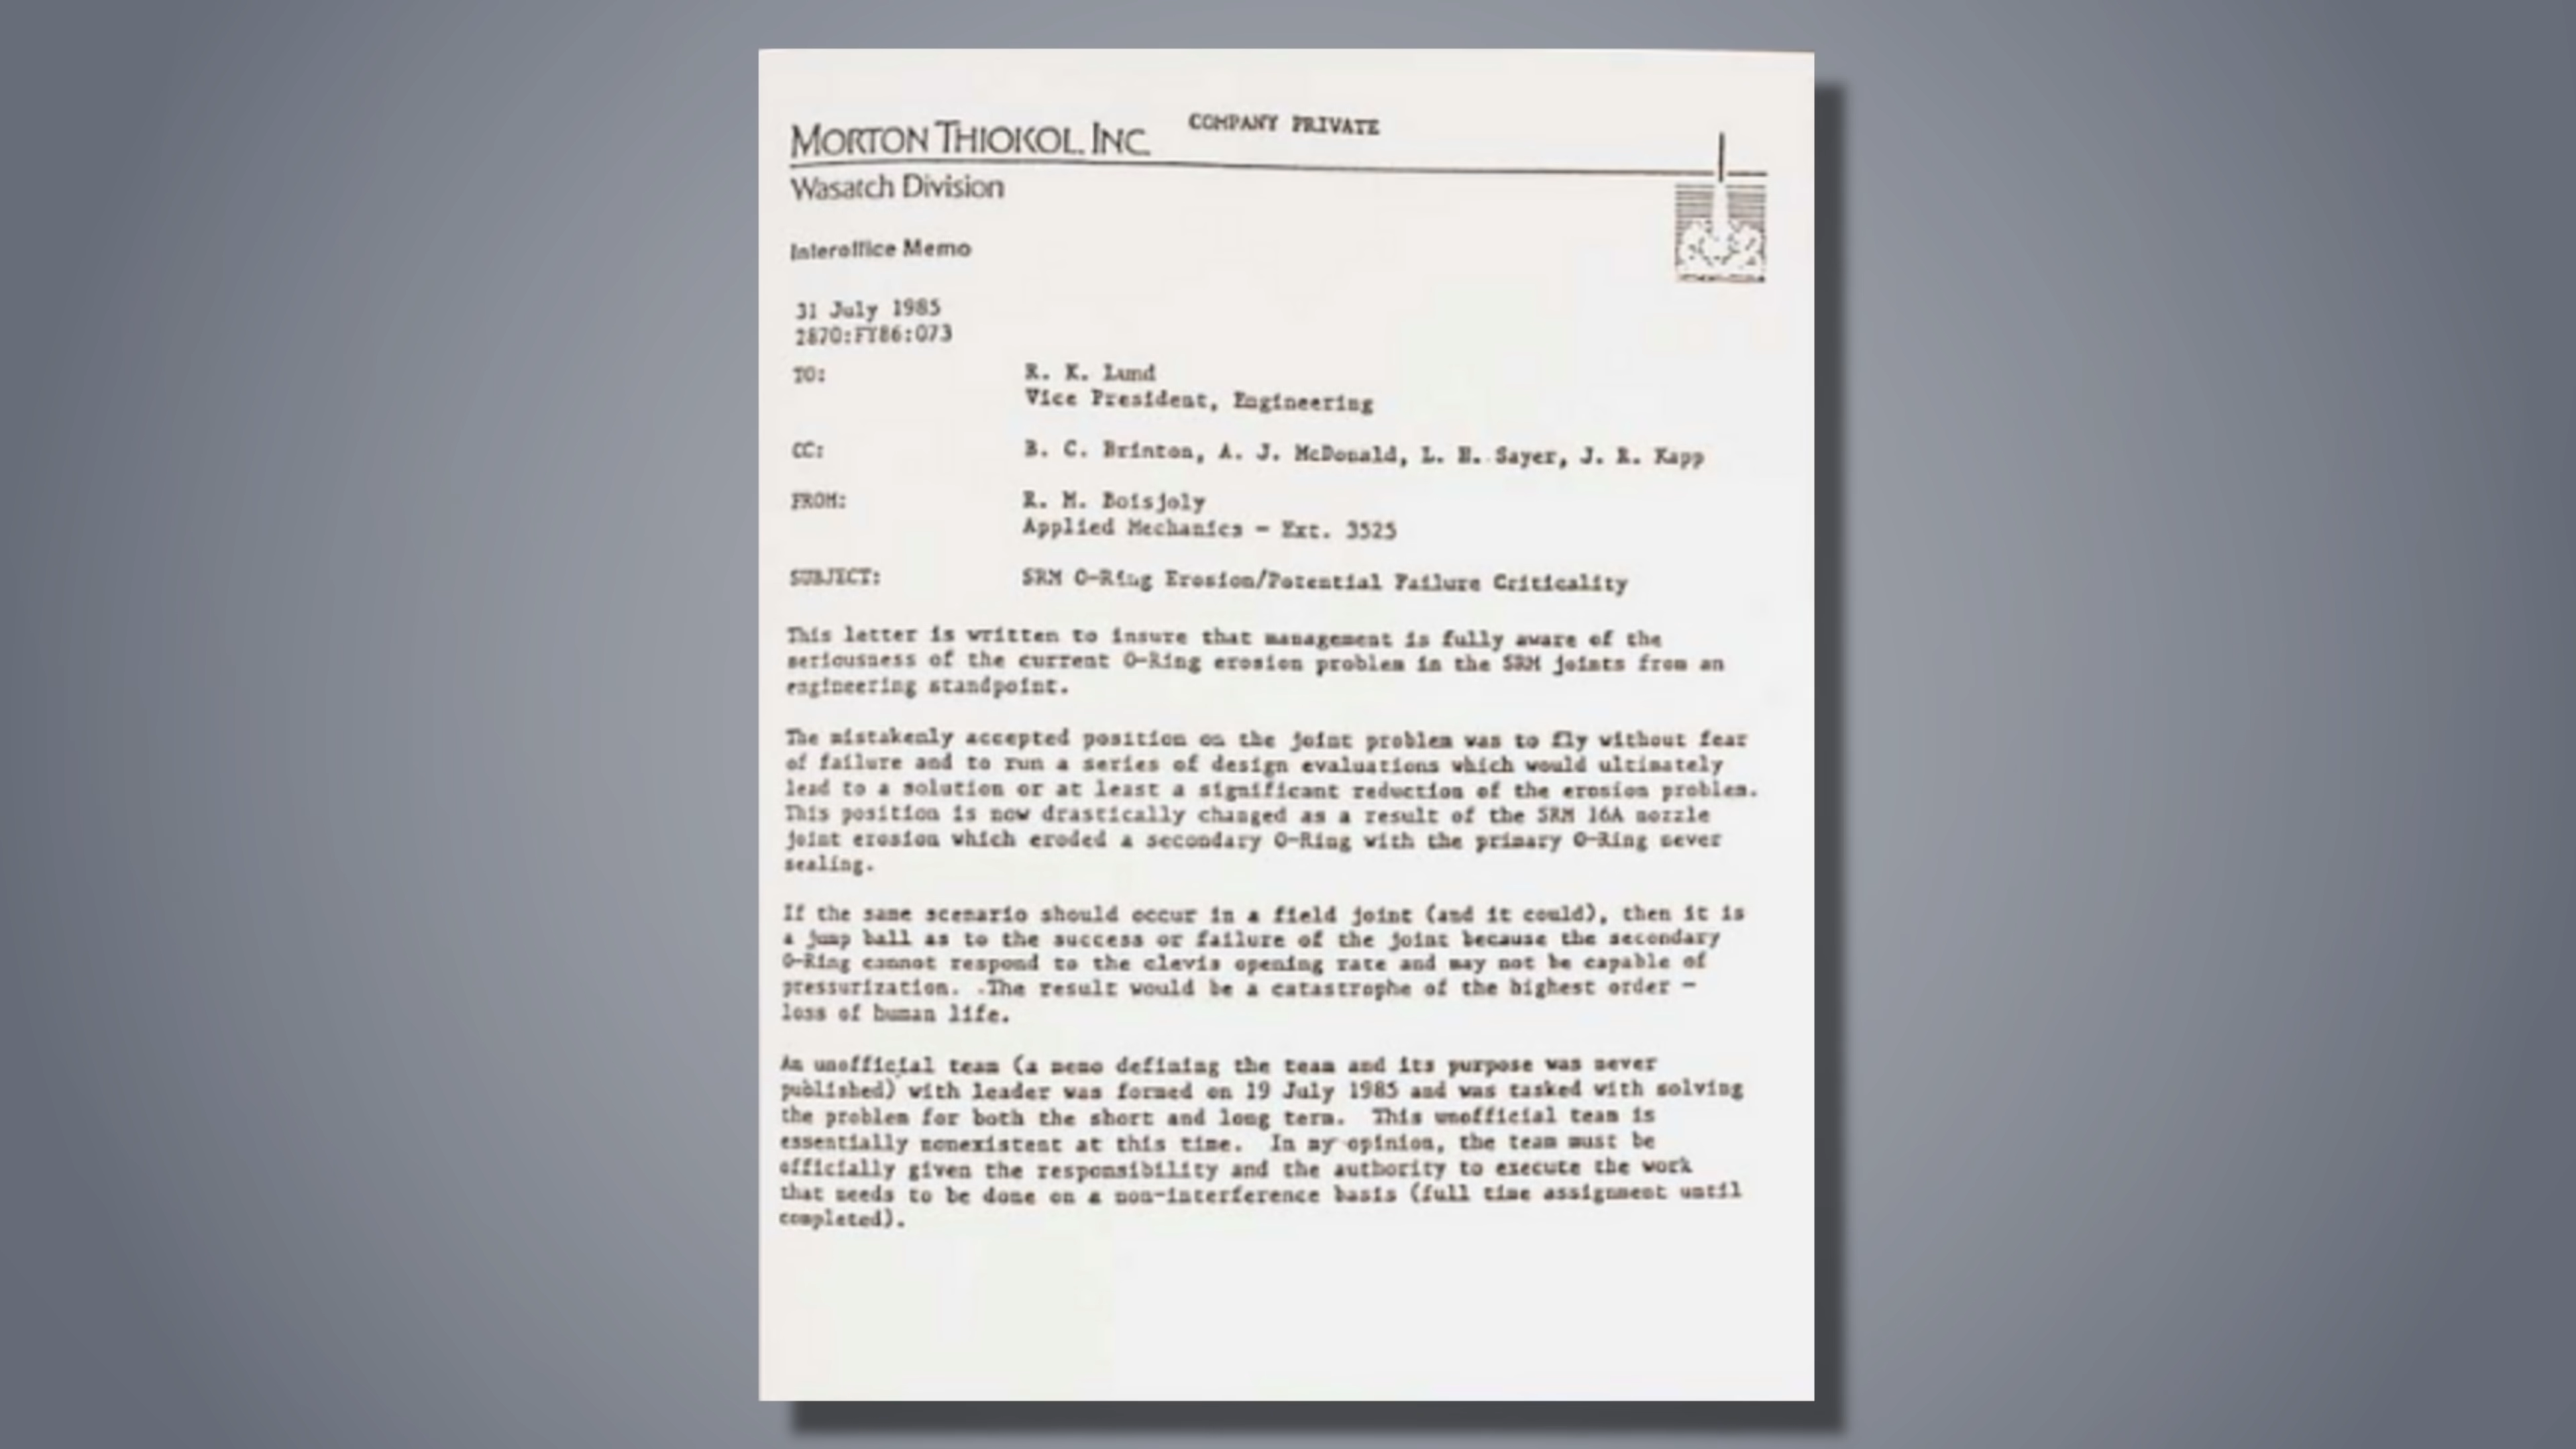 COMPANY PRIVATE
MORTON THIOKOL, INC.
Wasatch Division
Interoffice Memo
31 July 1985
2870:FY86:073
TO: R. K. Lund
Vice President, Engineering
CC: B. C. Brinton, A. J. McDonald, L. H. Sayer, J. R. Kapp
FROM: R. M. Boisjoly
Applied Mechanics - Ext. 3525
SUBJECT: SRM O-Ring Erosion/Potential Failure Criticality
This letter is written to insure that management is fully aware of the
seriousness of the current O-Ring erosion problem in the SRM joints from an
engineering standpoint.
The mistakenly accepted position on the joint problem was to fly without fear
of failure and to run a series of design evaluations which would ultimately
lead to a solution or at least a significant reduction of the erosion problem.
This position is now drastically changed as a result of the SRM 16A nozzle
joint erosion which eroded a secondary O-Ring with the primary O-Ring never
sealing.
If the same scenario should occur in a field joint (and it could), then it is
a jump ball as to the success or failure of the joint because the secondary
O-Ring cannot respond to the clevis opening rate and may not be capable of
pressurization. The result would be a catastrophe of the highest order -
loss of human life.
An unofficial team (a memo defining the team and its purpose was never
published) with leader was formed on 19 July 1985 and was tasked with solving
the problem for both the short and long term. This unofficial team is
essentially nonexistent at this time. In my opinion, the team must be
officially given the responsibility and the authority to execute the work
that needs to be done on a non-interference basis (full time assignment until
completed).